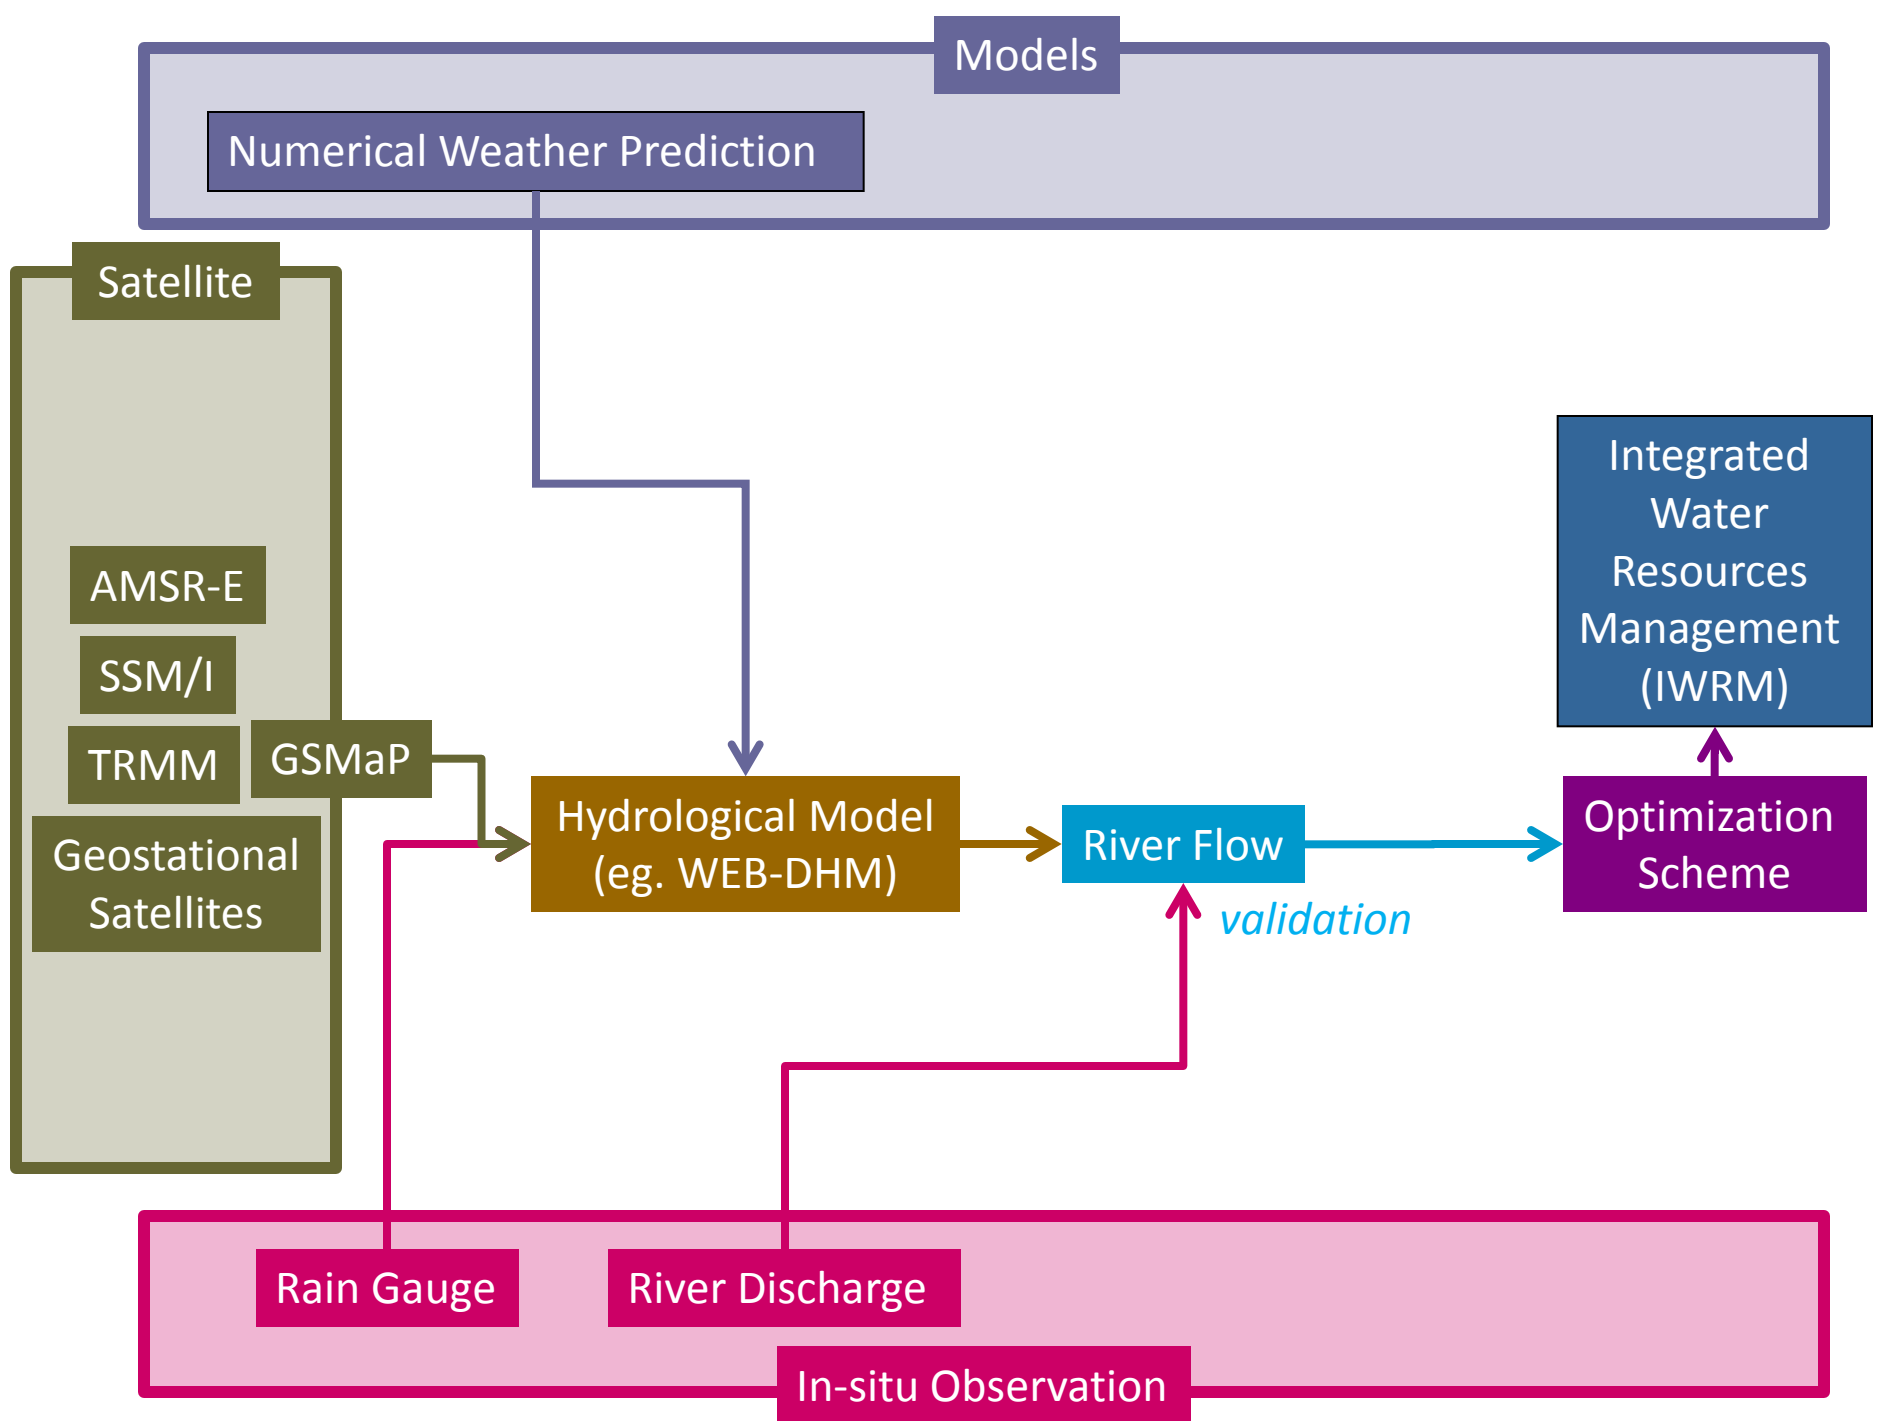 Models
Numerical Weather Prediction
Satellite
AMSR-E
SSM/I
TRMM
GSMaP
Geostational
Satellites
Hydrological Model
(eg. WEB-DHM)
River Flow
validation
Optimization
Scheme
Integrated
Water
Resources
Management
(IWRM)
Rain Gauge
River Discharge
In-situ Observation